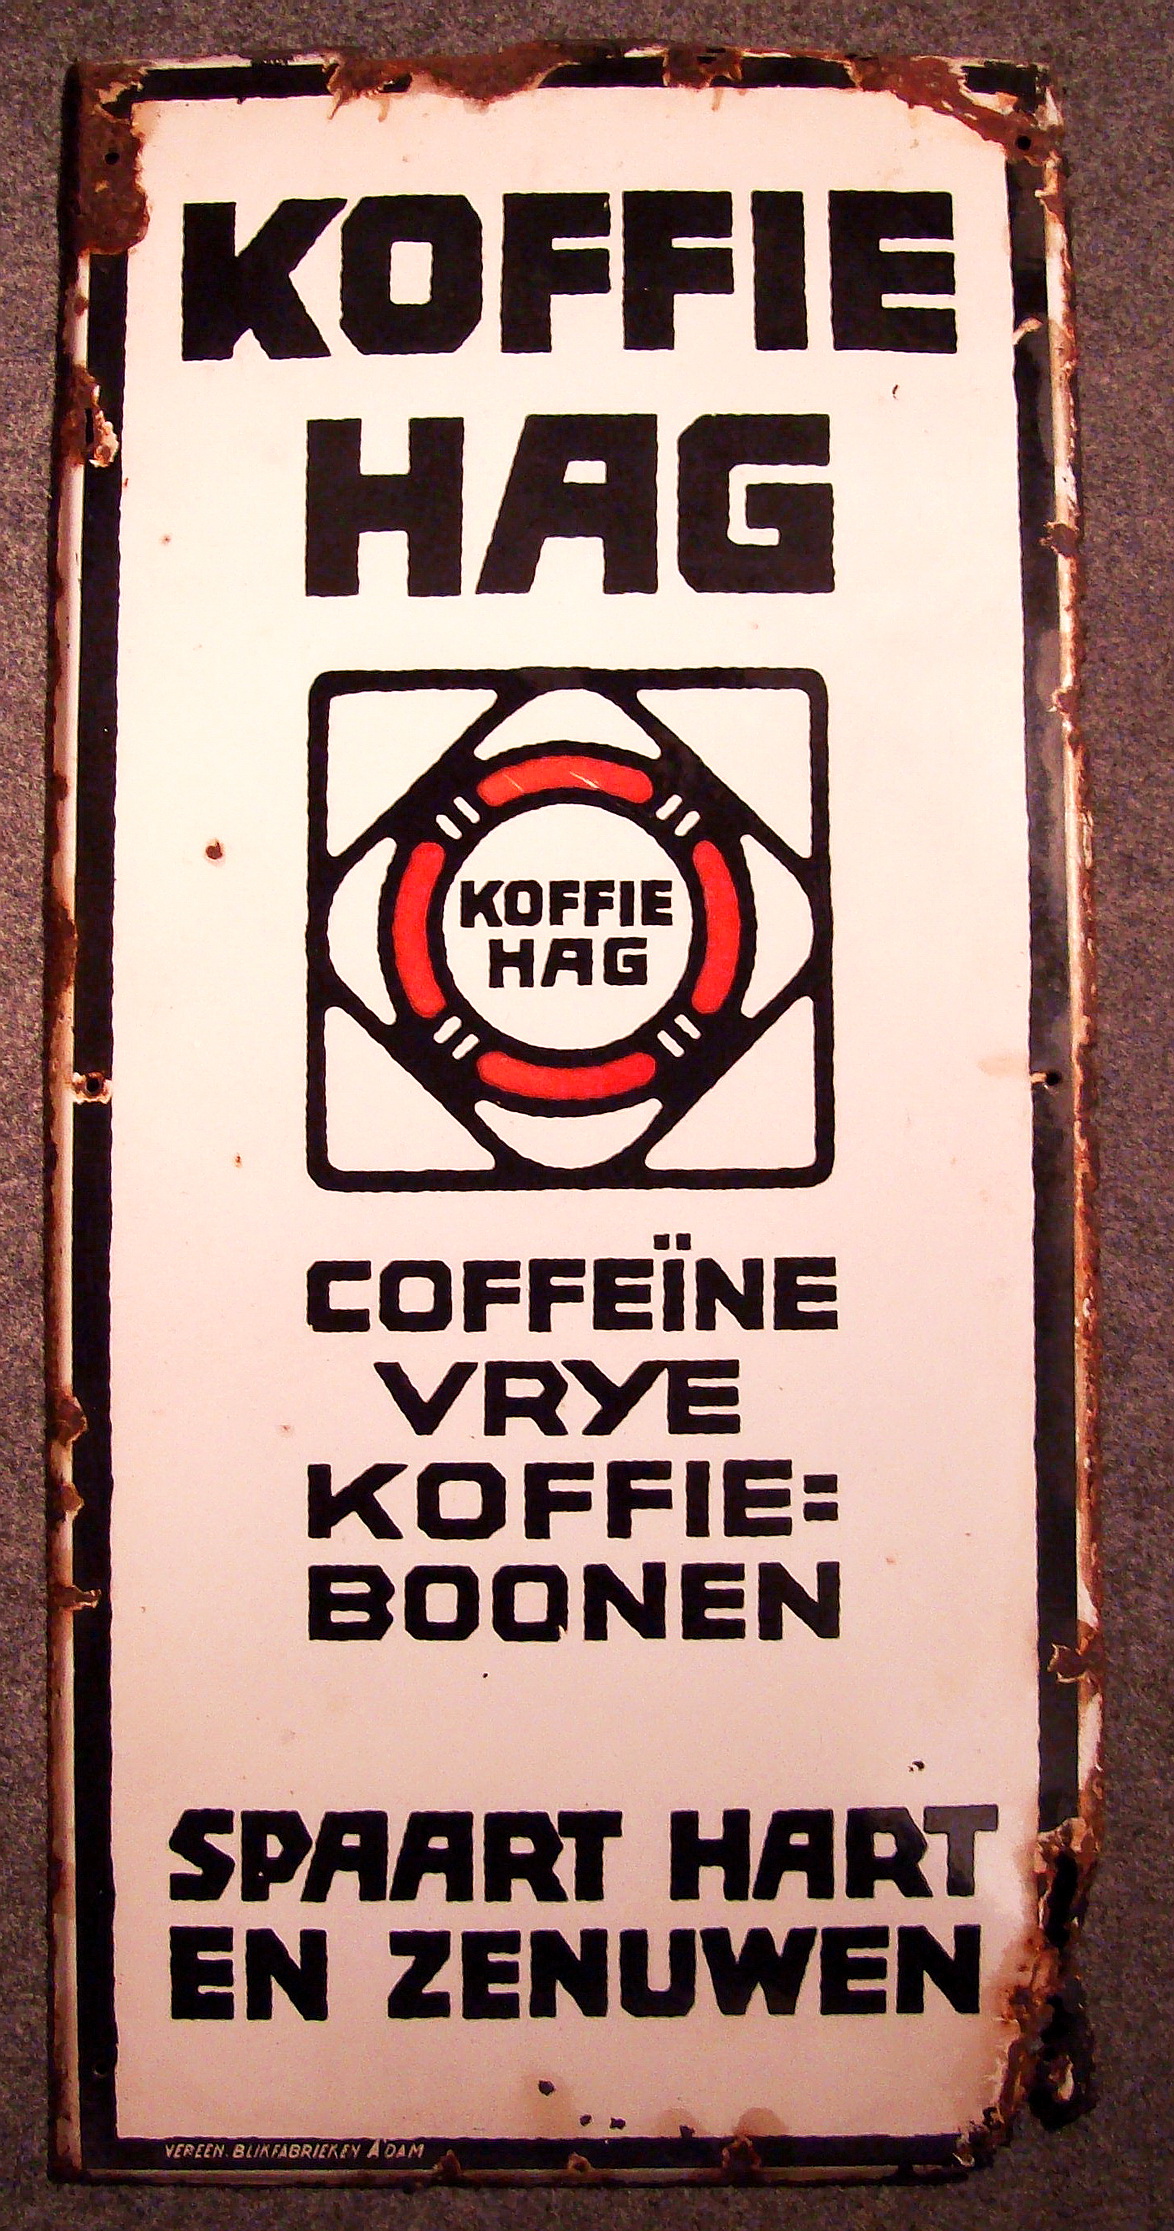 KOFFIE
HAG
KOFFIE
HAG
COFFEÏNE
VRYE
KOFFIE=
BOONEN
SPAART HART
EN ZENUWEN
VEREEN. BLIKFABRIEKEN A'DAM